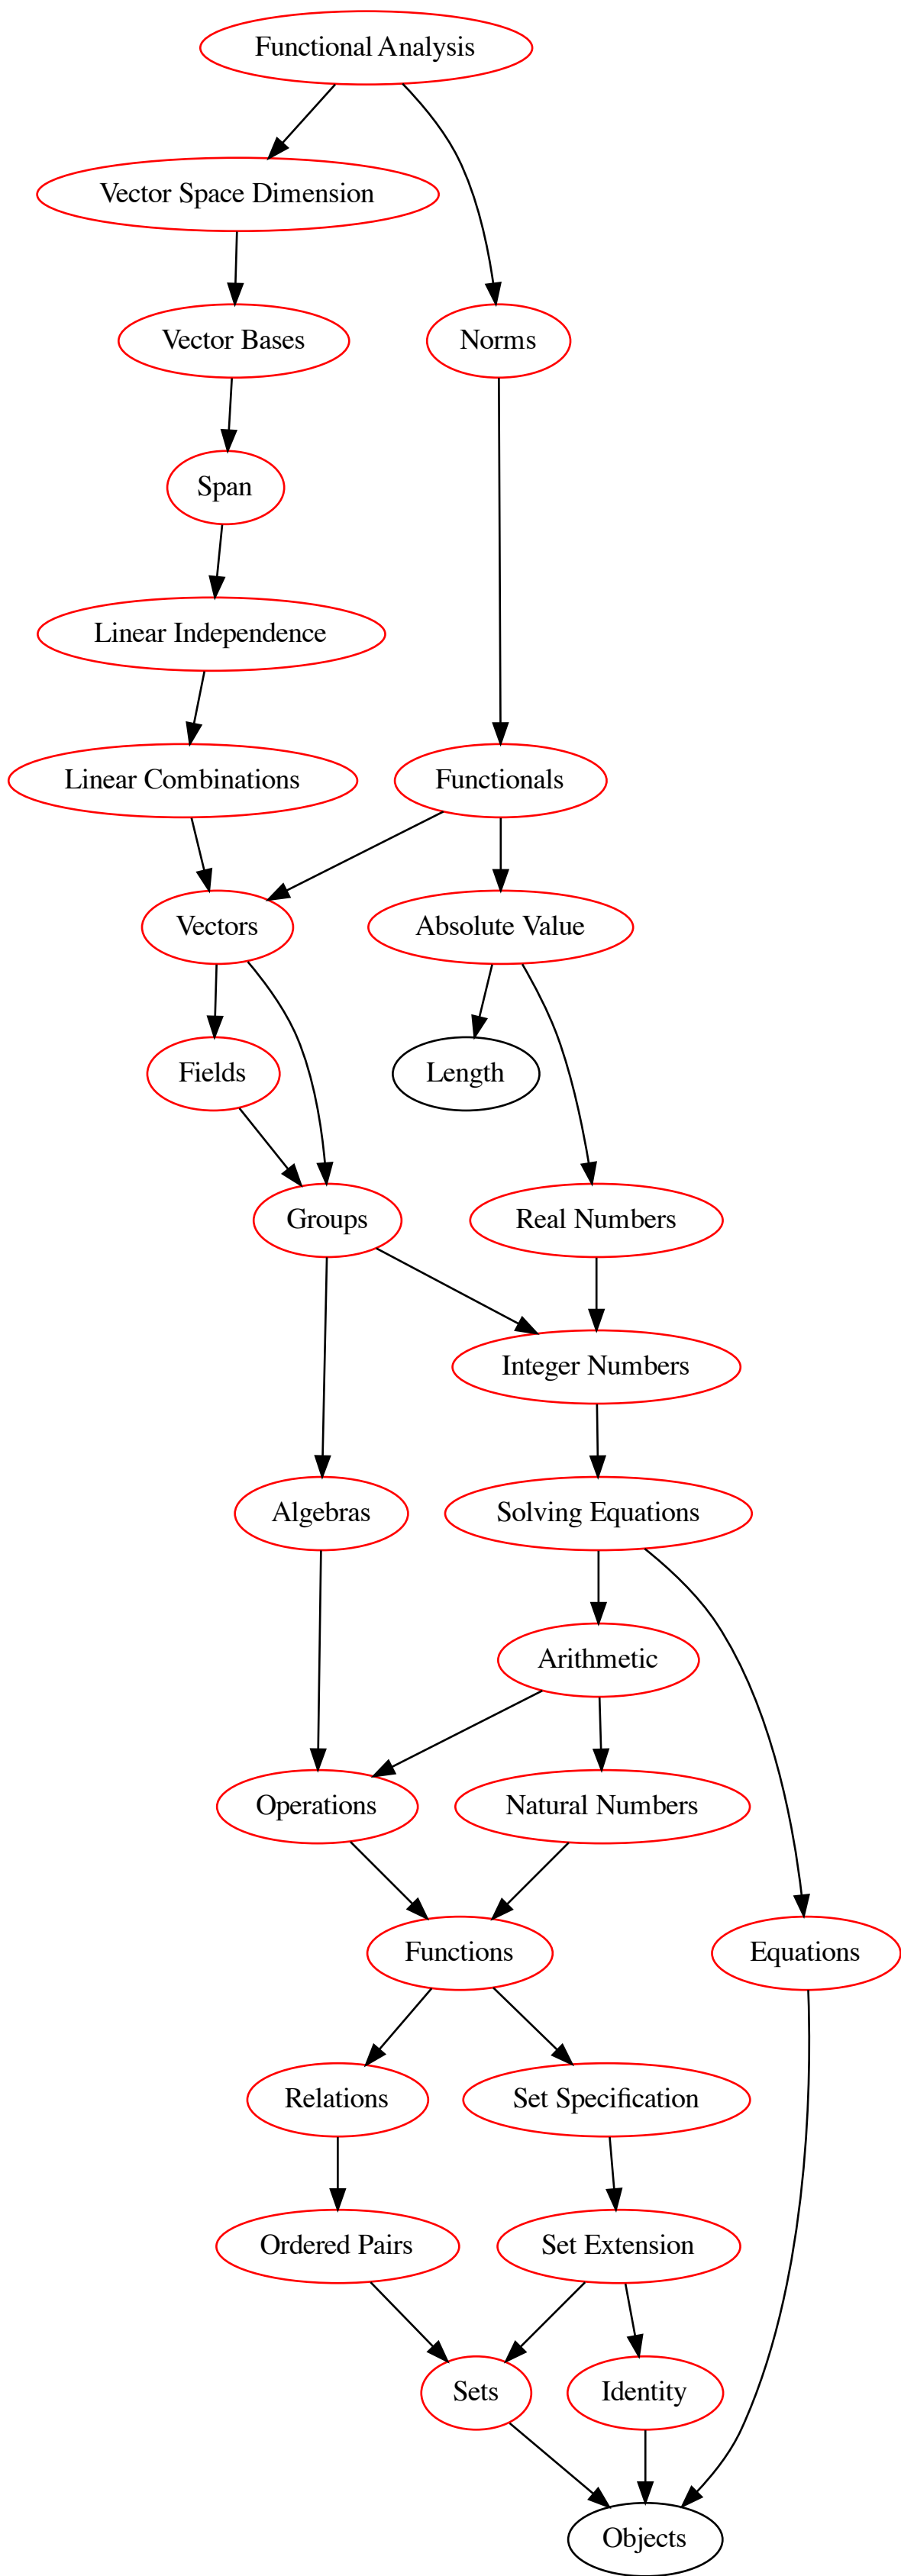 Functional Analysis
Vector Space Dimension
Vector Bases
Norms
Span
Linear Independence
Linear Combinations
Functionals
Vectors
Absolute Value
Fields
Length
Groups
Real Numbers
Integer Numbers
Algebras
Solving Equations
Arithmetic
Operations
Natural Numbers
Functions
Equations
Relations
Set Specification
Ordered Pairs
Set Extension
Sets
Identity
Objects